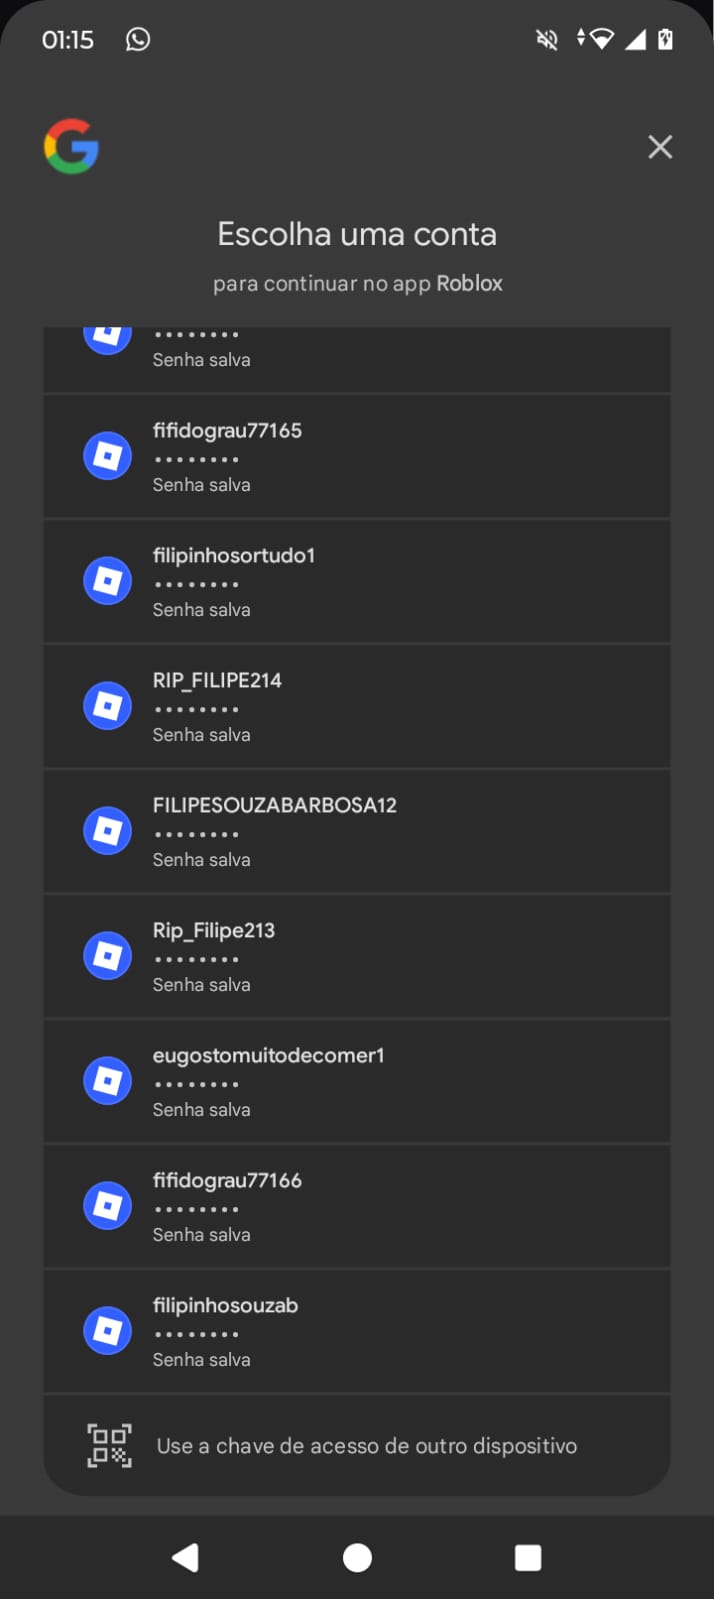 01:15
Escolha uma conta
para continuar no app Roblox
••••••••
Senha salva
fifidograu77165
••••••••
Senha salva
filipinhosortudo1
••••••••
Senha salva
RIP_FILIPE214
••••••••
Senha salva
FILIPESOUZABARBOSA12
••••••••
Senha salva
Rip_Filipe213
••••••••
Senha salva
eugostomuitodecomer1
••••••••
Senha salva
fifidograu77166
••••••••
Senha salva
filipinhosouzab
••••••••
Senha salva
Use a chave de acesso de outro dispositivo